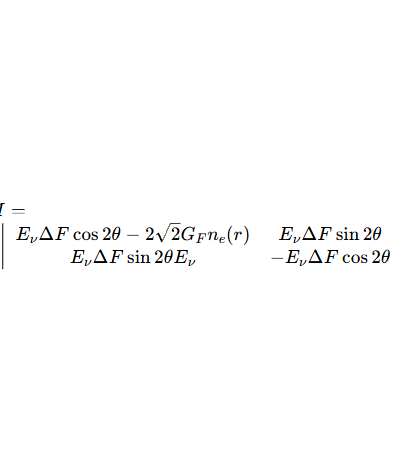 I =
E_ν ΔF cos 2θ − 2√2 G_F n_e(r) E_ν ΔF sin 2θ
E_ν ΔF sin 2θ E_ν −E_ν ΔF cos 2θ